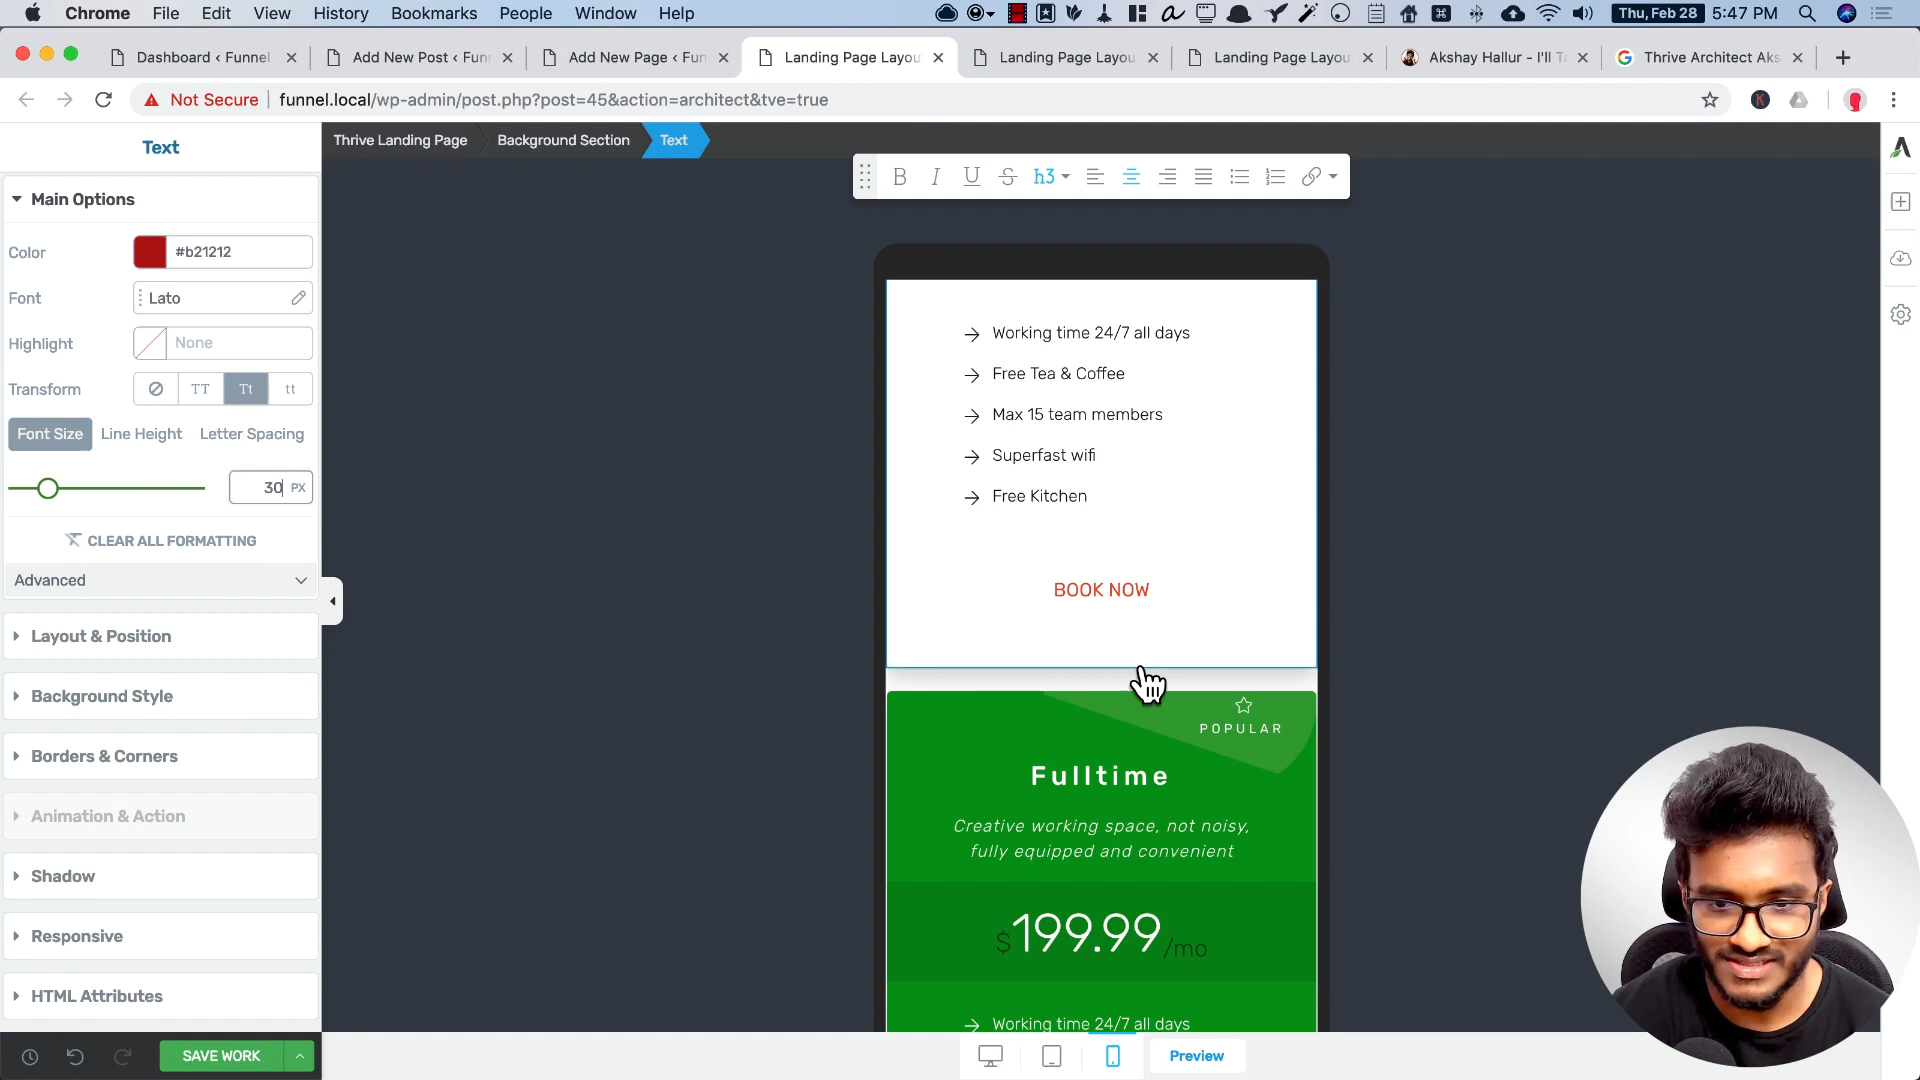 Chrome File Edit View History Bookmarks People Window Help Thu, Feb 28 5:47 PM
Dashboard ‹ Funnel
Add New Post ‹ Funn
Add New Page ‹ Fun
Landing Page Layou
Landing Page Layou
Landing Page Layou
Akshay Hallur - I'll Ta
Thrive Architect Aks
Not Secure funnel.local/wp-admin/post.php?post=45&action=architect&tve=true
Text
Thrive Landing Page Background Section Text
B I U S h3
Main Options
Color #b21212
Font Lato
Highlight None
Transform TT Tt tt
Font Size Line Height Letter Spacing
30 PX
CLEAR ALL FORMATTING
Advanced
Layout & Position
Background Style
Borders & Corners
Animation & Action
Shadow
Responsive
HTML Attributes
SAVE WORK
Working time 24/7 all days
Free Tea & Coffee
Max 15 team members
Superfast wifi
Free Kitchen
BOOK NOW
POPULAR
Fulltime
Creative working space, not noisy,
fully equipped and convenient
$199.99/mo
Working time 24/7 all days
Preview